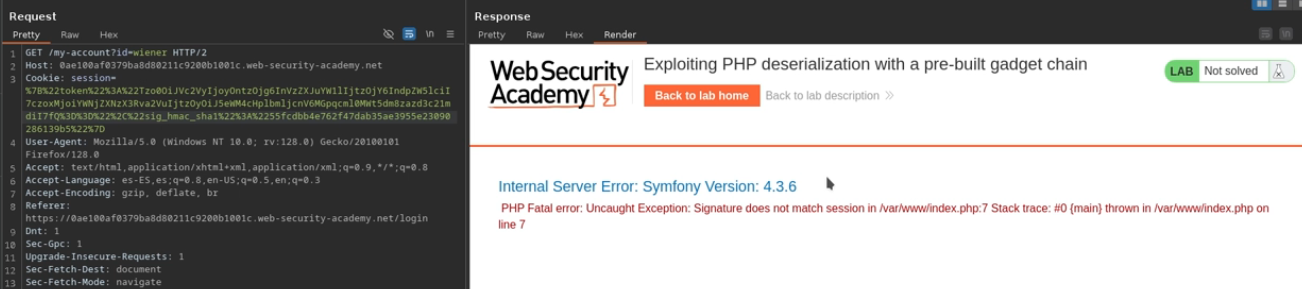 Request
Pretty Raw Hex
1 GET /my-account?id=wiener HTTP/2
2 Host: 0ae100af0379ba8d80211c9200b1001c.web-security-academy.net
3 Cookie: session=
%7B%22token%22%3A%22Tzo0OiJVc2VyIjoyOntzOjg6InVzZXJuYW1lIjtzOjY6IndpZW5lciI
7czoxMjoiYWNjZXNzX3Rva2VuIjtzOjOiJ5eWM4cHplbmljcnV6MGpqcml0MWt5dm8zazd3c21m
diI7fQ%3D%3D%22%2C%22sig_hmac_sha1%22%3A%2255fcdbb4e762f47dab35ae3955e23090
286139b5%22%7D
4 User-Agent: Mozilla/5.0 (Windows NT 10.0; rv:128.0) Gecko/20100101
Firefox/128.0
5 Accept: text/html,application/xhtml+xml,application/xml;q=0.9,*/*;q=0.8
6 Accept-Language: es-ES,es;q=0.8,en-US;q=0.5,en;q=0.3
7 Accept-Encoding: gzip, deflate, br
8 Referer:
https://0ae100af0379ba8d80211c9200b1001c.web-security-academy.net/login
9 Dnt: 1
10 Sec-Gpc: 1
11 Upgrade-Insecure-Requests: 1
12 Sec-Fetch-Dest: document
13 Sec-Fetch-Mode: navigate
Response
Pretty Raw Hex Render
Web Security
Academy
Exploiting PHP deserialization with a pre-built gadget chain
Back to lab home Back to lab description
LAB Not solved
Internal Server Error: Symfony Version: 4.3.6
PHP Fatal error: Uncaught Exception: Signature does not match session in /var/www/index.php:7 Stack trace: #0 {main} thrown in /var/www/index.php on
line 7